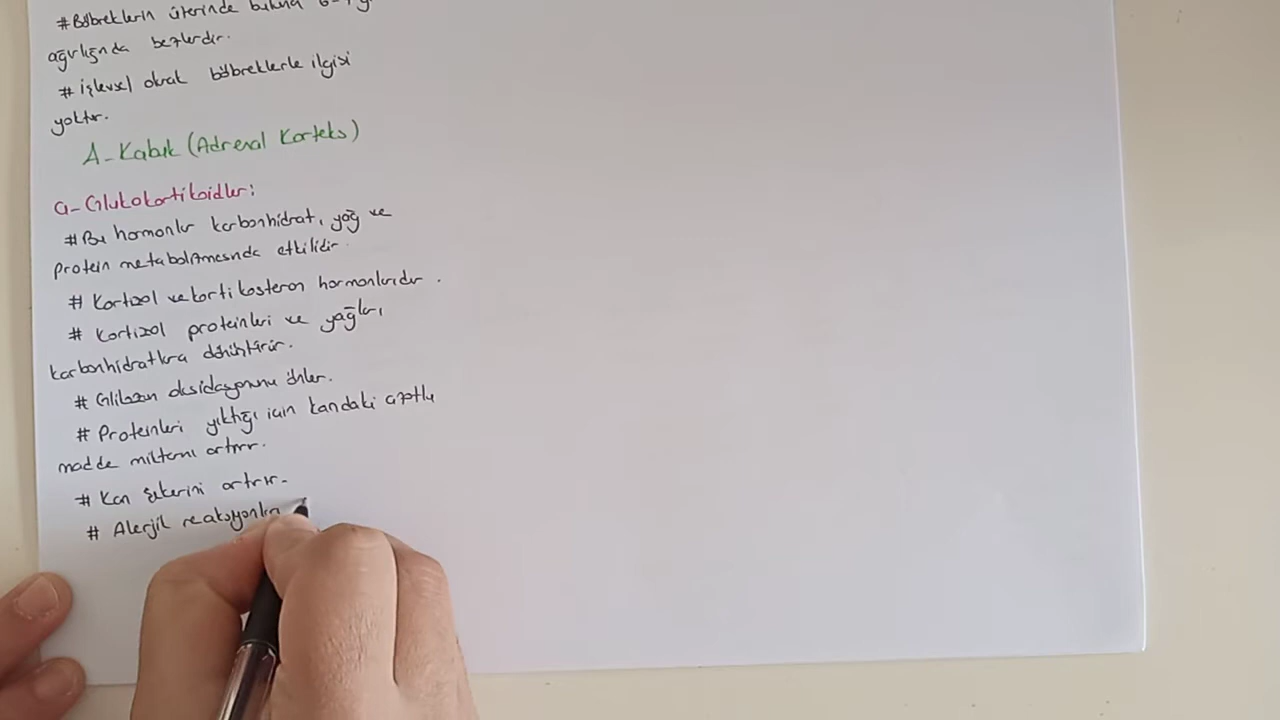 #Böbreklerin üzerinde bulunan
ağırlığında bezlerdir.
# İşlevsel olarak böbreklerle ilgisi
yoktur.
A-Kabuk (Adrenal Korteks)
a-Glukokortikoidler:
#Bu hormonlar karbonhidrat, yağ ve
protein metabolizmasında etkilidir.
# Kortizol ve kortikosteron hormonlarıdır.
# Kortizol proteinleri ve yağları
karbonhidratlara dönüştürür.
# Glikozun oksidasyonunu önler.
# Proteinleri yıktığı için kandaki azotlu
madde miktarını artırır.
# Kan şekerini artırır.
# Alerjik reaksiyonlara